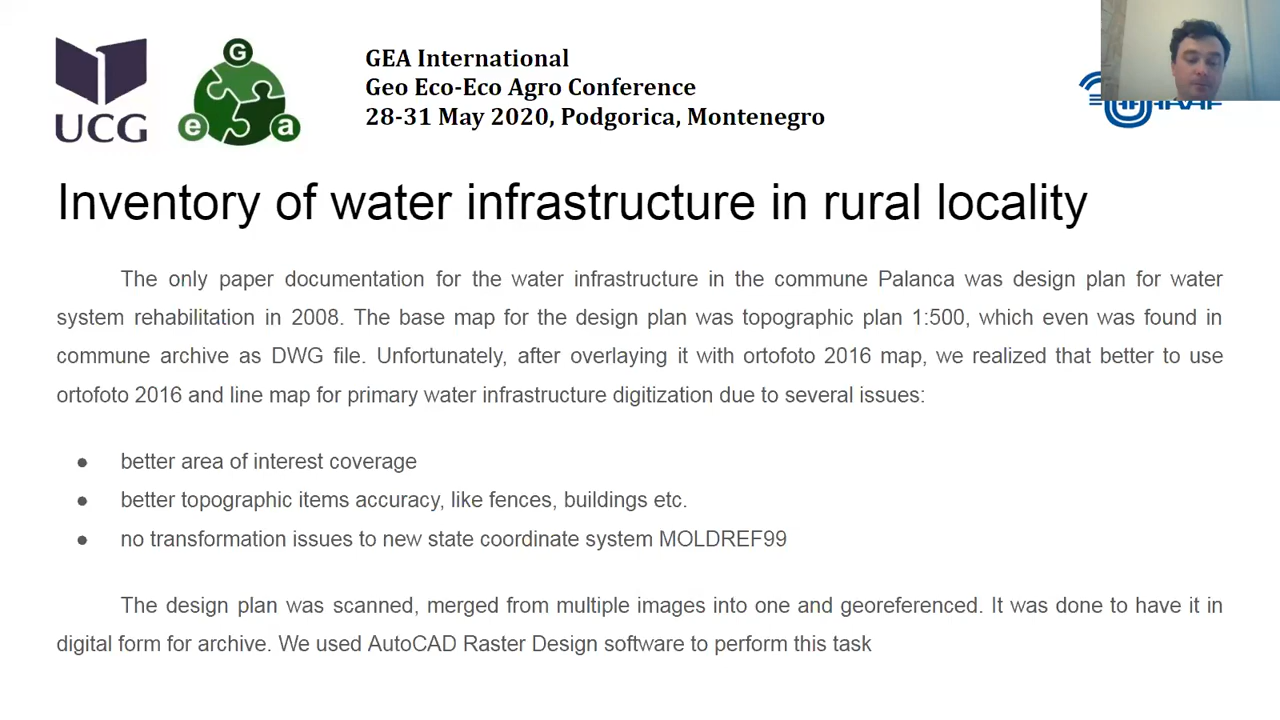 UCG
G
e
a
GEA International
Geo Eco-Eco Agro Conference
28-31 May 2020, Podgorica, Montenegro
Inventory of water infrastructure in rural locality
The only paper documentation for the water infrastructure in the commune Palanca was design plan for water
system rehabilitation in 2008. The base map for the design plan was topographic plan 1:500, which even was found in
commune archive as DWG file. Unfortunately, after overlaying it with ortofoto 2016 map, we realized that better to use
ortofoto 2016 and line map for primary water infrastructure digitization due to several issues:
● better area of interest coverage
● better topographic items accuracy, like fences, buildings etc.
● no transformation issues to new state coordinate system MOLDREF99
The design plan was scanned, merged from multiple images into one and georeferenced. It was done to have it in
digital form for archive. We used AutoCAD Raster Design software to perform this task